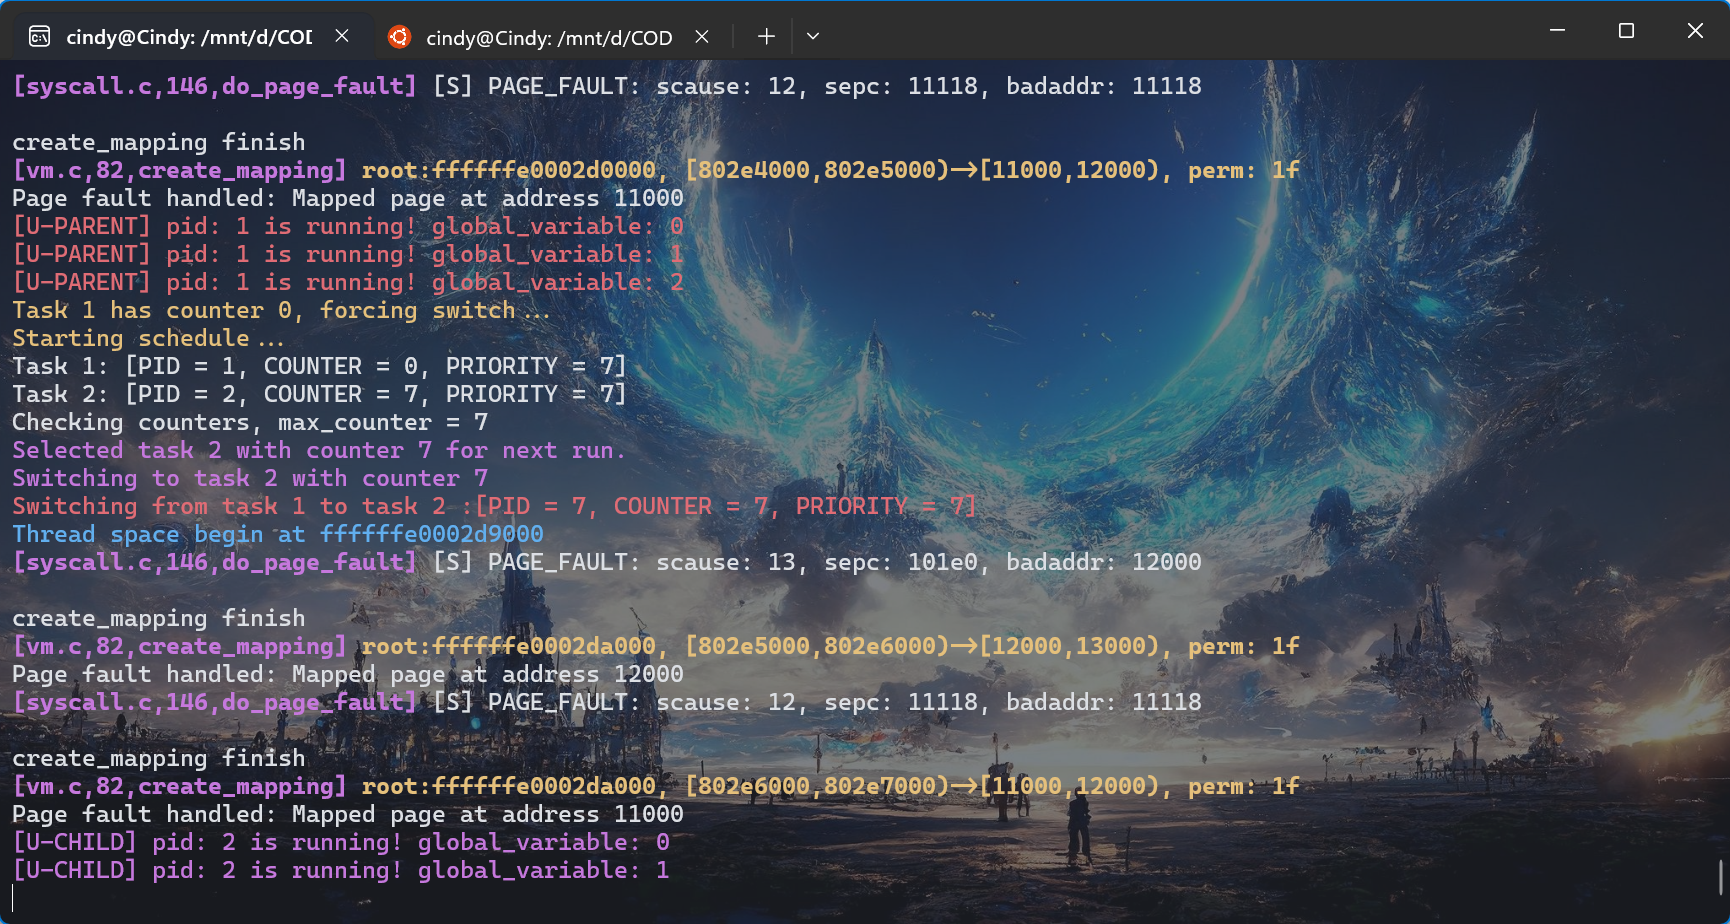 cindy@Cindy: /mnt/d/COD
cindy@Cindy: /mnt/d/COD
[syscall.c,146,do_page_fault] [S] PAGE_FAULT: scause: 12, sepc: 11118, badaddr: 11118
create_mapping finish
[vm.c,82,create_mapping] root:ffffffe0002d0000, [802e4000,802e5000)->[11000,12000), perm: 1f
Page fault handled: Mapped page at address 11000
[U-PARENT] pid: 1 is running! global_variable: 0
[U-PARENT] pid: 1 is running! global_variable: 1
[U-PARENT] pid: 1 is running! global_variable: 2
Task 1 has counter 0, forcing switch...
Starting schedule...
Task 1: [PID = 1, COUNTER = 0, PRIORITY = 7]
Task 2: [PID = 2, COUNTER = 7, PRIORITY = 7]
Checking counters, max_counter = 7
Selected task 2 with counter 7 for next run.
Switching to task 2 with counter 7
Switching from task 1 to task 2 :[PID = 7, COUNTER = 7, PRIORITY = 7]
Thread space begin at ffffffe0002d9000
[syscall.c,146,do_page_fault] [S] PAGE_FAULT: scause: 13, sepc: 101e0, badaddr: 12000
create_mapping finish
[vm.c,82,create_mapping] root:ffffffe0002da000, [802e5000,802e6000)->[12000,13000), perm: 1f
Page fault handled: Mapped page at address 12000
[syscall.c,146,do_page_fault] [S] PAGE_FAULT: scause: 12, sepc: 11118, badaddr: 11118
create_mapping finish
[vm.c,82,create_mapping] root:ffffffe0002da000, [802e6000,802e7000)->[11000,12000), perm: 1f
Page fault handled: Mapped page at address 11000
[U-CHILD] pid: 2 is running! global_variable: 0
[U-CHILD] pid: 2 is running! global_variable: 1